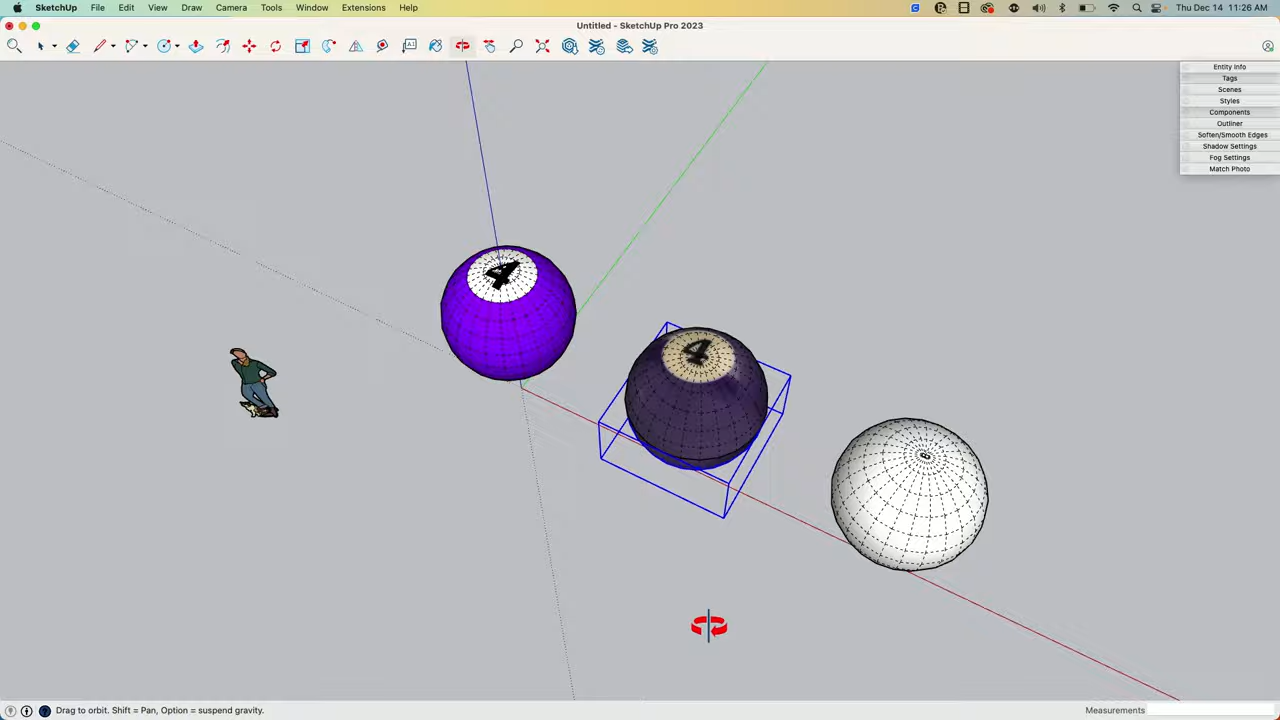 SketchUp File Edit View Draw Camera Tools Window Extensions Help Thu Dec 14 11:26 AM
Untitled - SketchUp Pro 2023
Entity Info
Tags
Scenes
Styles
Components
Outliner
Soften/Smooth Edges
Shadow Settings
Fog Settings
Match Photo
4
4
Drag to orbit. Shift = Pan, Option = suspend gravity. Measurements